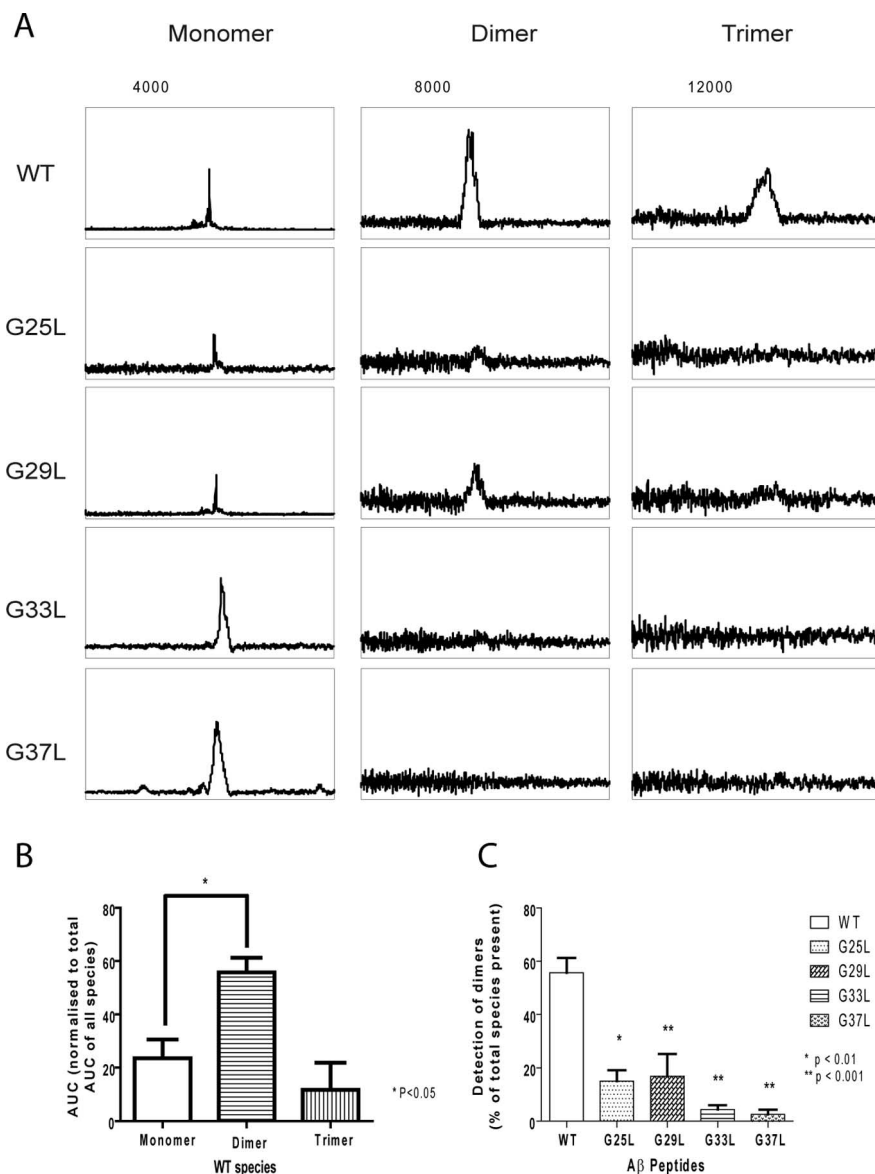 A
Monomer Dimer Trimer
4000 8000 12000
WT
G25L
G29L
G33L
G37L
B
AUC (normalised to total
AUC of all species)
80
60
40
20
0
*
Monomer Dimer Trimer
WT species
* P<0.05
C
Detection of dimers
(% of total species present)
80
60
40
20
0
* ** ** **
WT G25L G29L G33L G37L
Aβ Peptides
WT
G25L
G29L
G33L
G37L
* p < 0.01
** p < 0.001